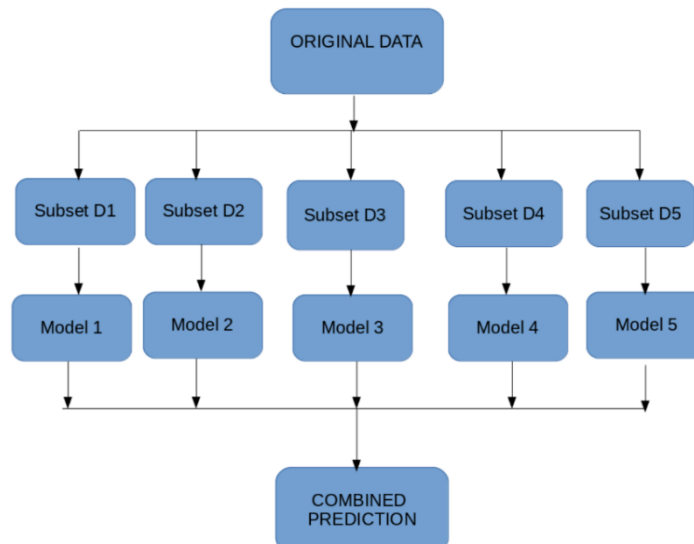 ORIGINAL DATA
Subset D1
Subset D2
Subset D3
Subset D4
Subset D5
Model 1
Model 2
Model 3
Model 4
Model 5
COMBINED
PREDICTION